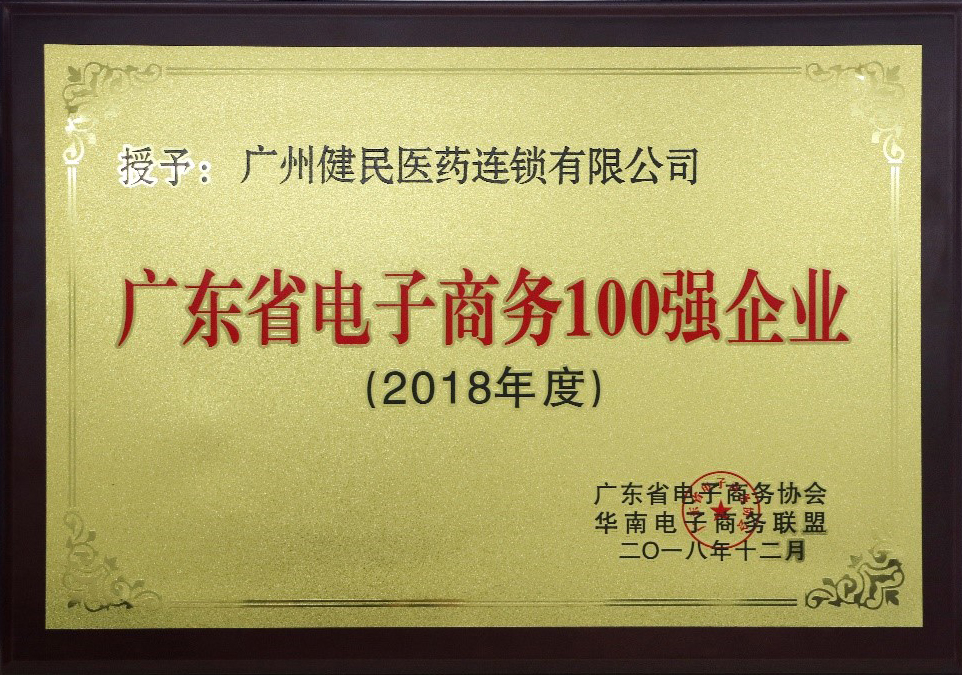 授予：广州健民医药连锁有限公司
广东省电子商务100强企业
(2018年度)
广东省电子商务协会
华南电子商务联盟
二〇一八年十二月